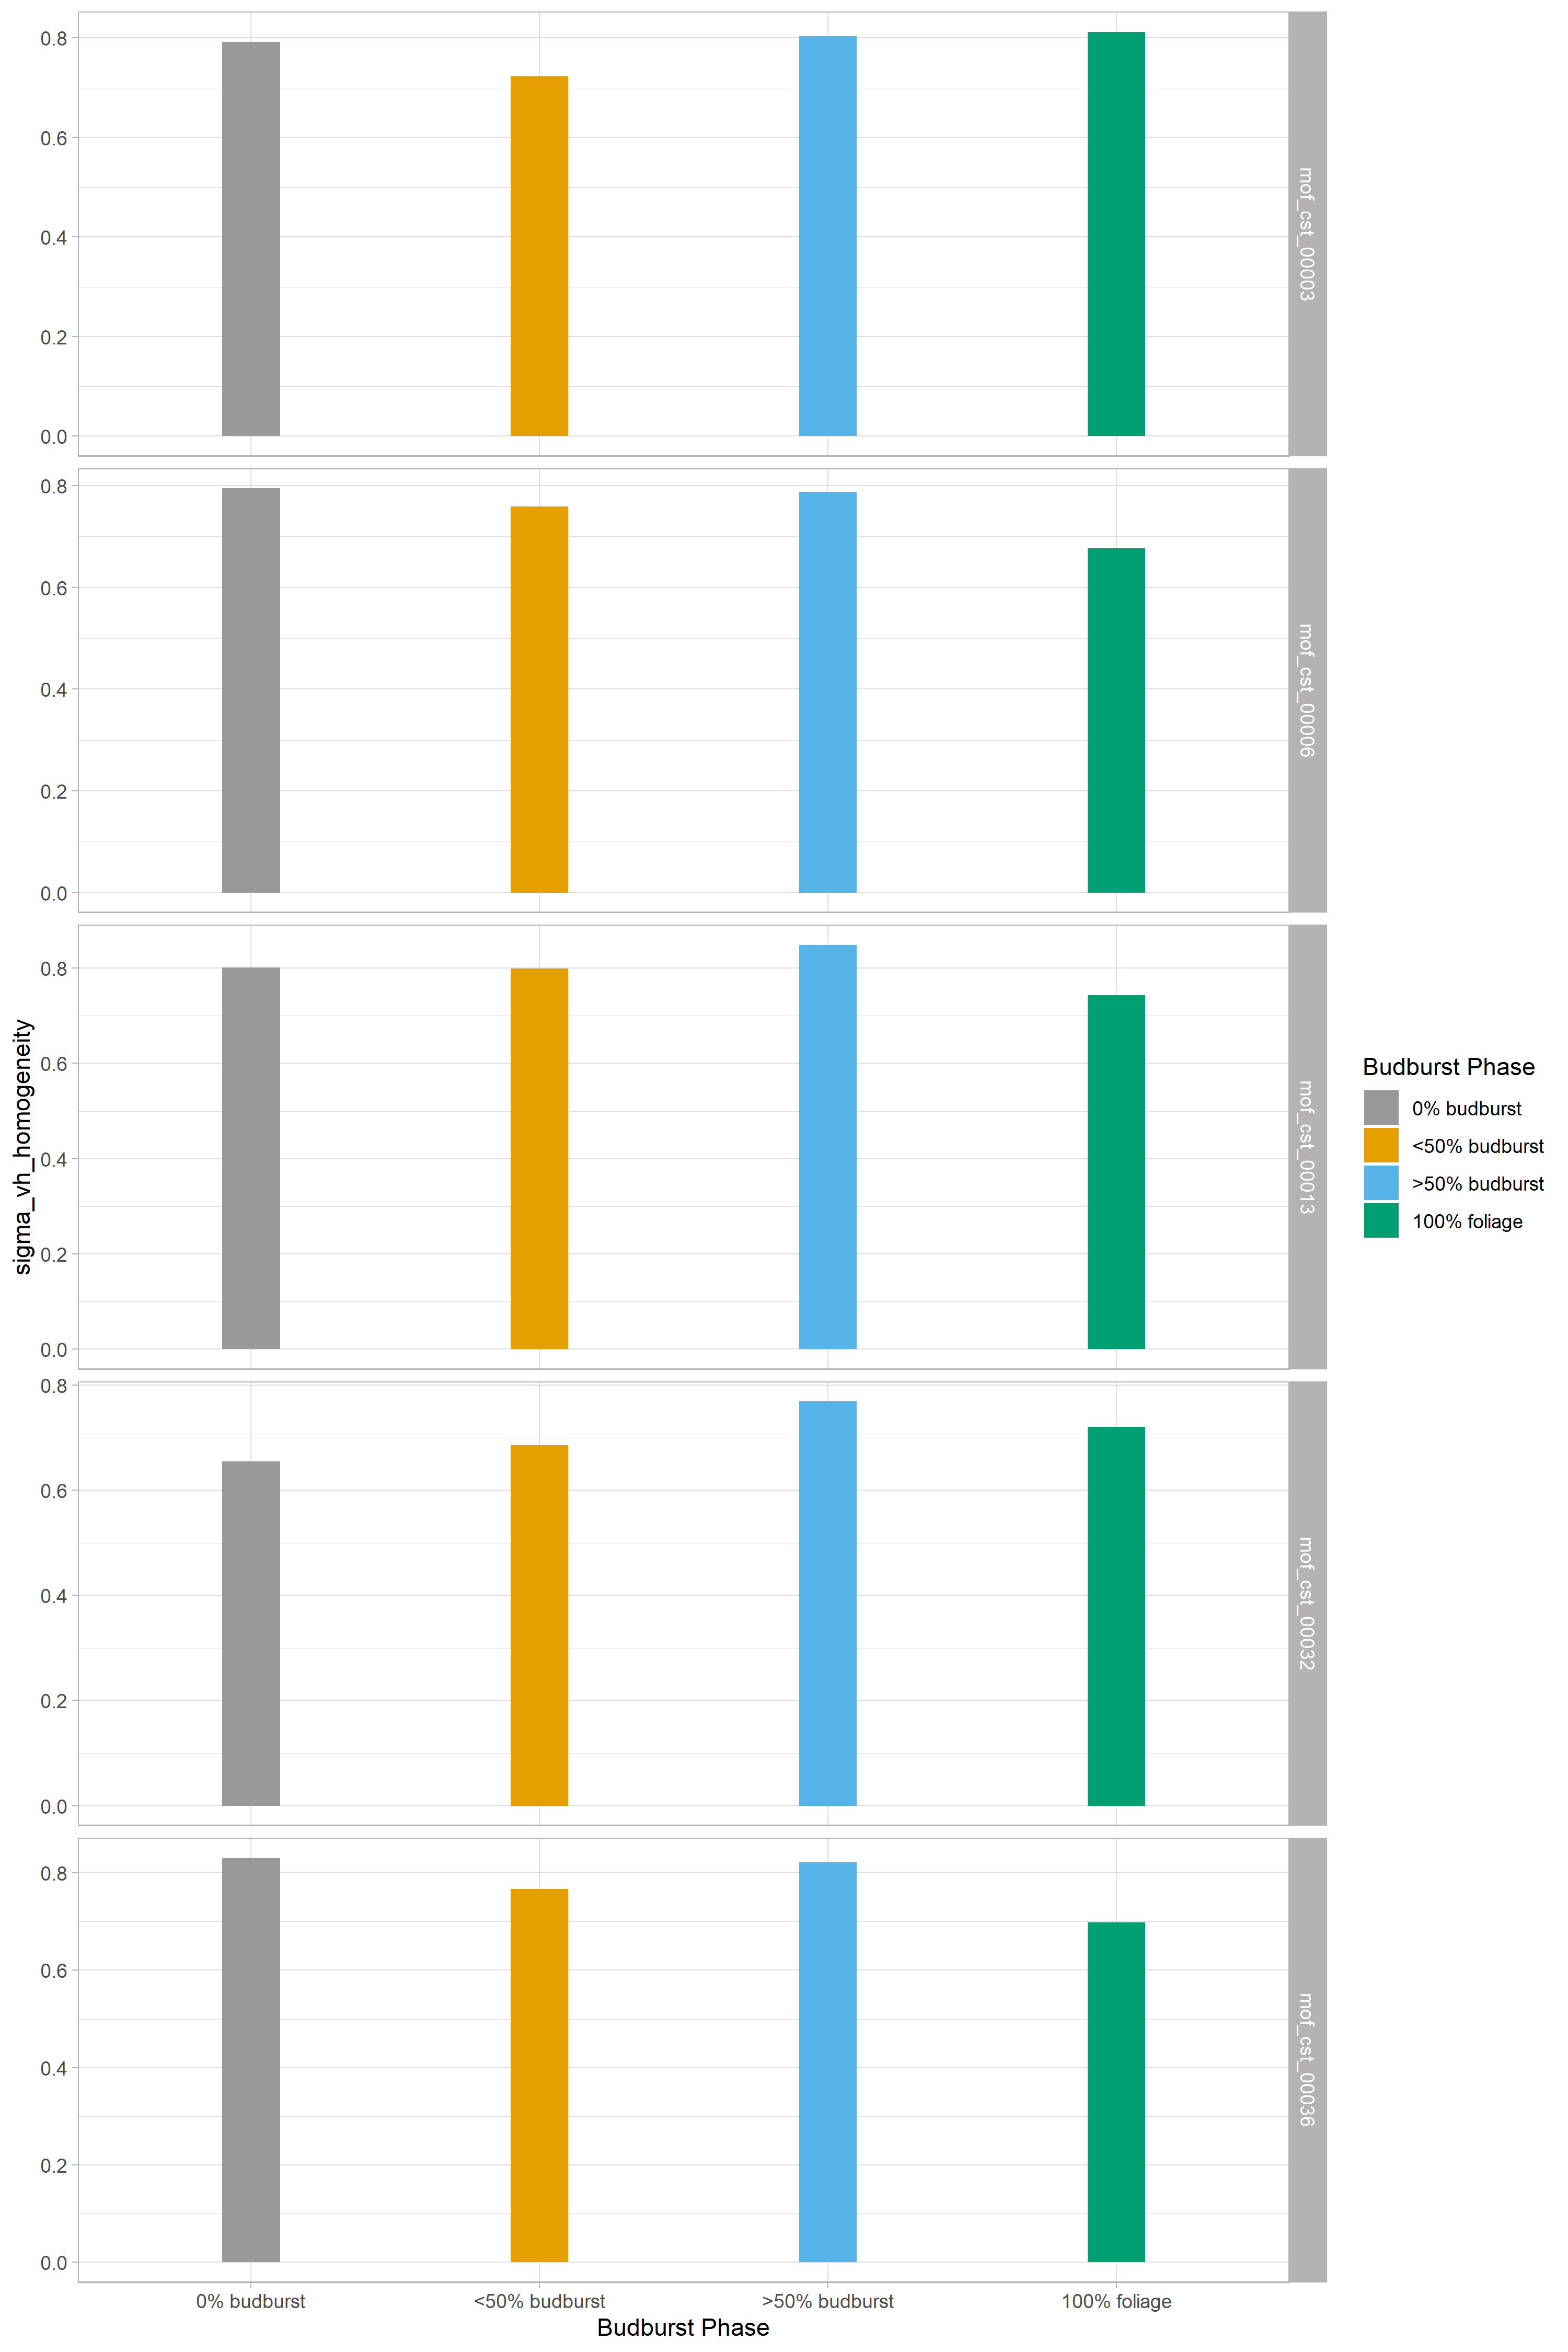 0.8
0.6
0.4
0.2
0.0
mof_cst_00003
0.8
0.6
0.4
0.2
0.0
mof_cst_00006
0.8
0.6
0.4
0.2
0.0
mof_cst_00013
0.8
0.6
0.4
0.2
0.0
mof_cst_00032
0.8
0.6
0.4
0.2
0.0
mof_cst_00036
sigma_vh_homogeneity
0% budburst <50% budburst >50% budburst 100% foliage
Budburst Phase
Budburst Phase
0% budburst
<50% budburst
>50% budburst
100% foliage